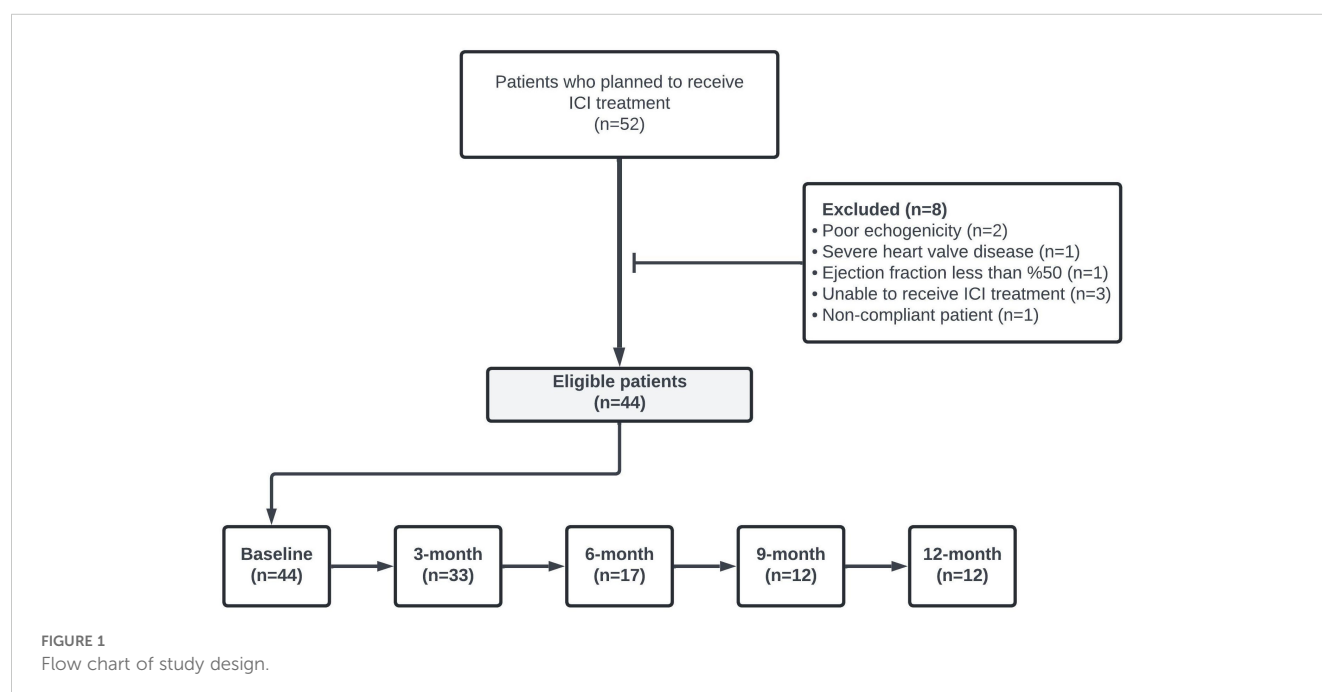 Patients who planned to receive
ICI treatment
(n=52)
Excluded (n=8)
• Poor echogenicity (n=2)
• Severe heart valve disease (n=1)
• Ejection fraction less than %50 (n=1)
• Unable to receive ICI treatment (n=3)
• Non-compliant patient (n=1)
Eligible patients
(n=44)
Baseline
(n=44)
3-month
(n=33)
6-month
(n=17)
9-month
(n=12)
12-month
(n=12)
FIGURE 1
Flow chart of study design.